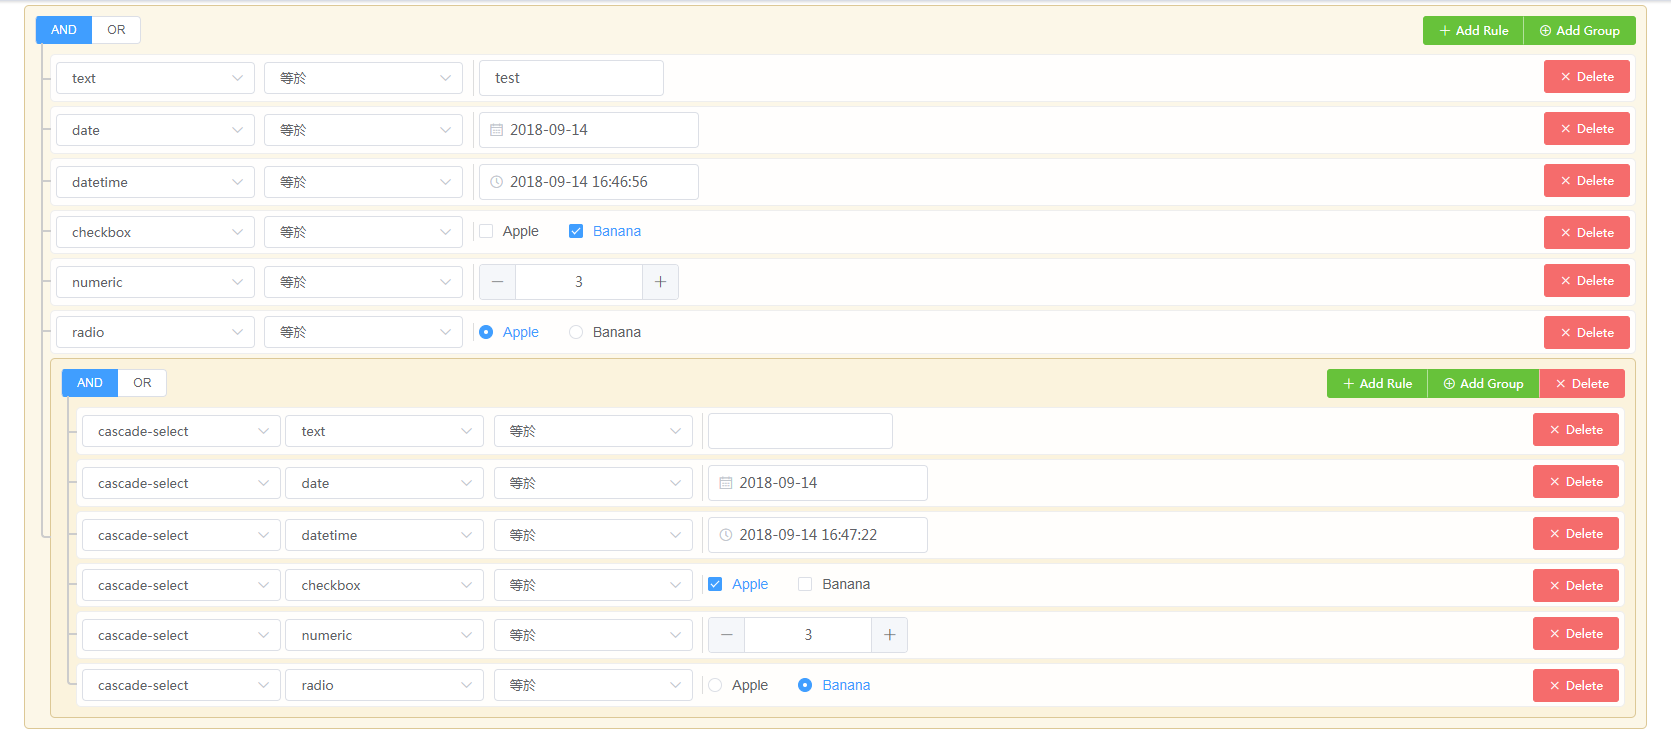 AND OR Add Rule Add Group
text 等於 test Delete
date 等於 2018-09-14 Delete
datetime 等於 2018-09-14 16:46:56 Delete
checkbox 等於 Apple Banana Delete
numeric 等於 3 Delete
radio 等於 Apple Banana Delete
AND OR Add Rule Add Group Delete
cascade-select text 等於 Delete
cascade-select date 等於 2018-09-14 Delete
cascade-select datetime 等於 2018-09-14 16:47:22 Delete
cascade-select checkbox 等於 Apple Banana Delete
cascade-select numeric 等於 3 Delete
cascade-select radio 等於 Apple Banana Delete